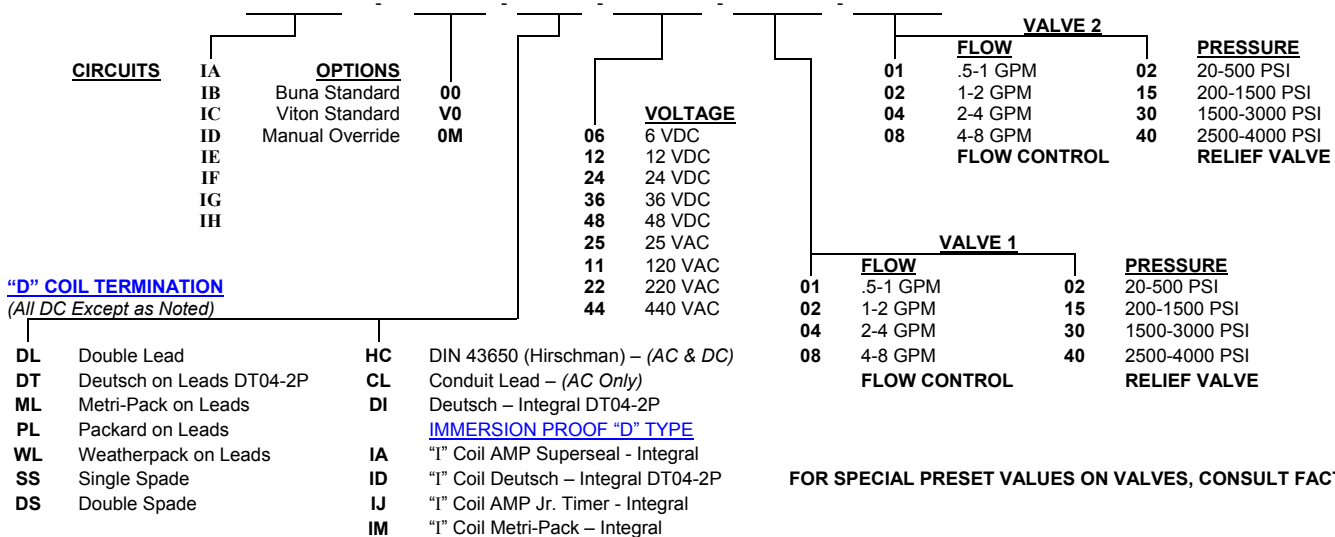 - - - - -
CIRCUITS
IA
IB
IC
ID
IE
IF
IG
IH
OPTIONS
Buna Standard 00
Viton Standard V0
Manual Override 0M
VOLTAGE
06 6 VDC
12 12 VDC
24 24 VDC
36 36 VDC
48 48 VDC
25 25 VAC
11 120 VAC
22 220 VAC
44 440 VAC
VALVE 2
FLOW PRESSURE
01 .5-1 GPM 02 20-500 PSI
02 1-2 GPM 15 200-1500 PSI
04 2-4 GPM 30 1500-3000 PSI
08 4-8 GPM 40 2500-4000 PSI
FLOW CONTROL RELIEF VALVE
VALVE 1
FLOW PRESSURE
01 .5-1 GPM 02 20-500 PSI
02 1-2 GPM 15 200-1500 PSI
04 2-4 GPM 30 1500-3000 PSI
08 4-8 GPM 40 2500-4000 PSI
FLOW CONTROL RELIEF VALVE
“D” COIL TERMINATION
(All DC Except as Noted)
DL Double Lead
DT Deutsch on Leads DT04-2P
ML Metri-Pack on Leads
PL Packard on Leads
WL Weatherpack on Leads
SS Single Spade
DS Double Spade
HC DIN 43650 (Hirschman) – (AC & DC)
CL Conduit Lead – (AC Only)
DI Deutsch – Integral DT04-2P
IMMERSION PROOF “D” TYPE
IA “I” Coil AMP Superseal - Integral
ID “I” Coil Deutsch – Integral DT04-2P
IJ “I” Coil AMP Jr. Timer - Integral
IM “I” Coil Metri-Pack – Integral
FOR SPECIAL PRESET VALUES ON VALVES, CONSULT FACT